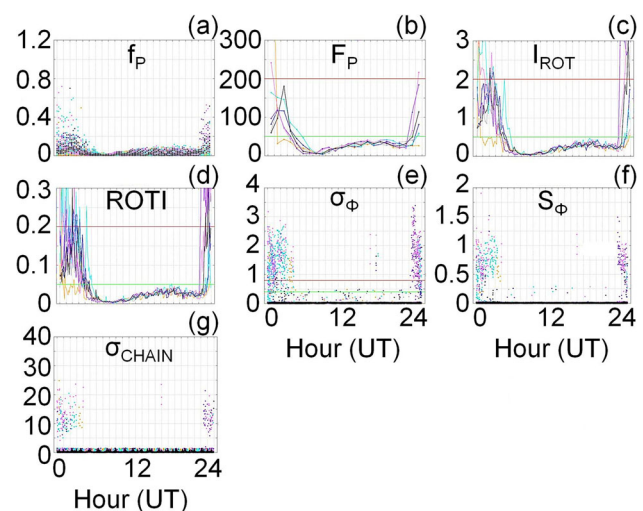 (a) (b) (c)
1.2 f_P 300 F_P 3 I_ROT
0.8 200 2
0.4 100 1
0 0 0
(d) (e) (f)
0.3 ROTI 4 σ_Φ 2 S_Φ
0.2 3 1.5
0.1 2 1
0 1 0.5
0 0
0 12 24 0 12 24
(g) Hour (UT) Hour (UT)
40 σ_CHAIN
30
20
10
0
0 12 24
Hour (UT)